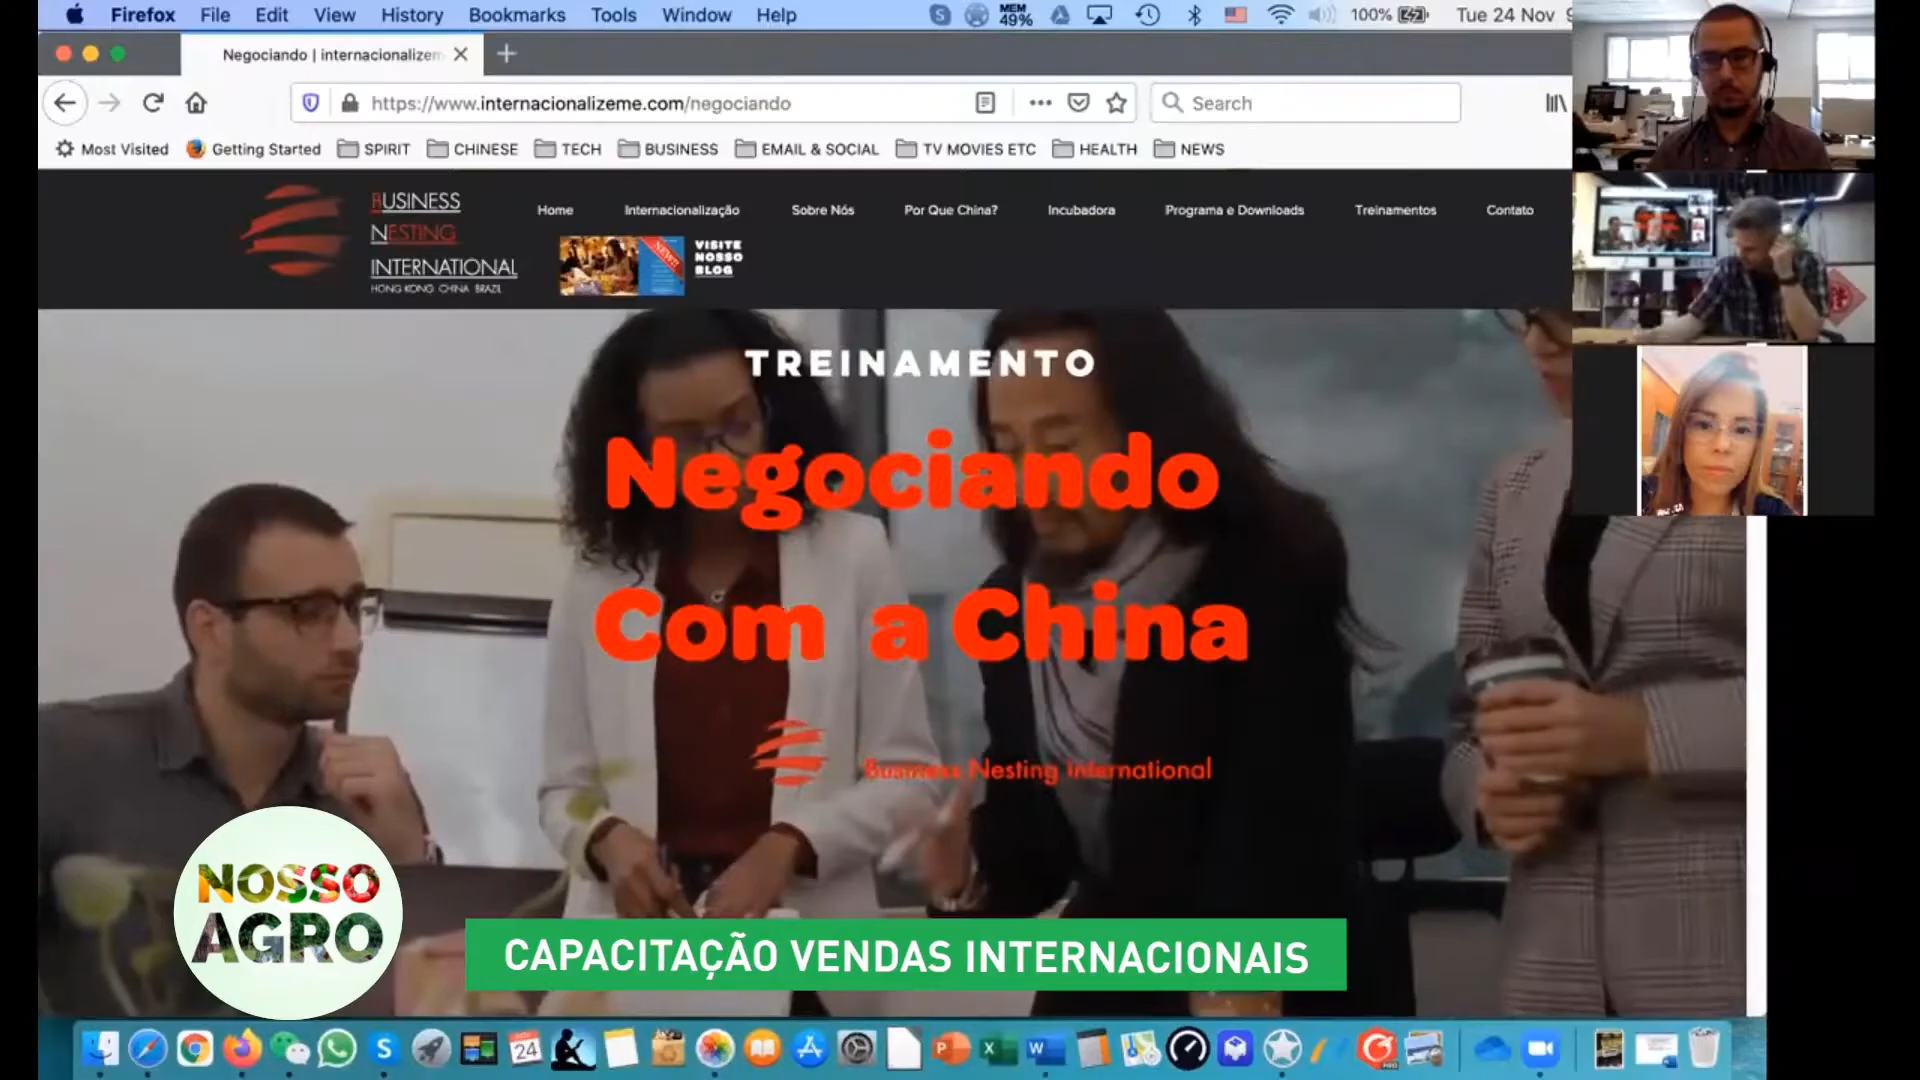 Firefox File Edit View History Bookmarks Tools Window Help MEM 49% 100% Tue 24 Nov
Negociando | internacionalizem
https://www.internacionalizeme.com/negociando
Search
Most Visited Getting Started SPIRIT CHINESE TECH BUSINESS EMAIL & SOCIAL TV MOVIES ETC HEALTH NEWS
BUSINESS
NESTING
INTERNATIONAL
HONG KONG CHINA BRAZIL
Home Internacionalização Sobre Nós Por Que China? Incubadora Programa e Downloads Treinamentos Contato
NEW!!
VISITE
NOSSO
BLOG
TREINAMENTO
Negociando
Com a China
Business Nesting International
NOSSO
AGRO
CAPACITAÇÃO VENDAS INTERNACIONAIS
24